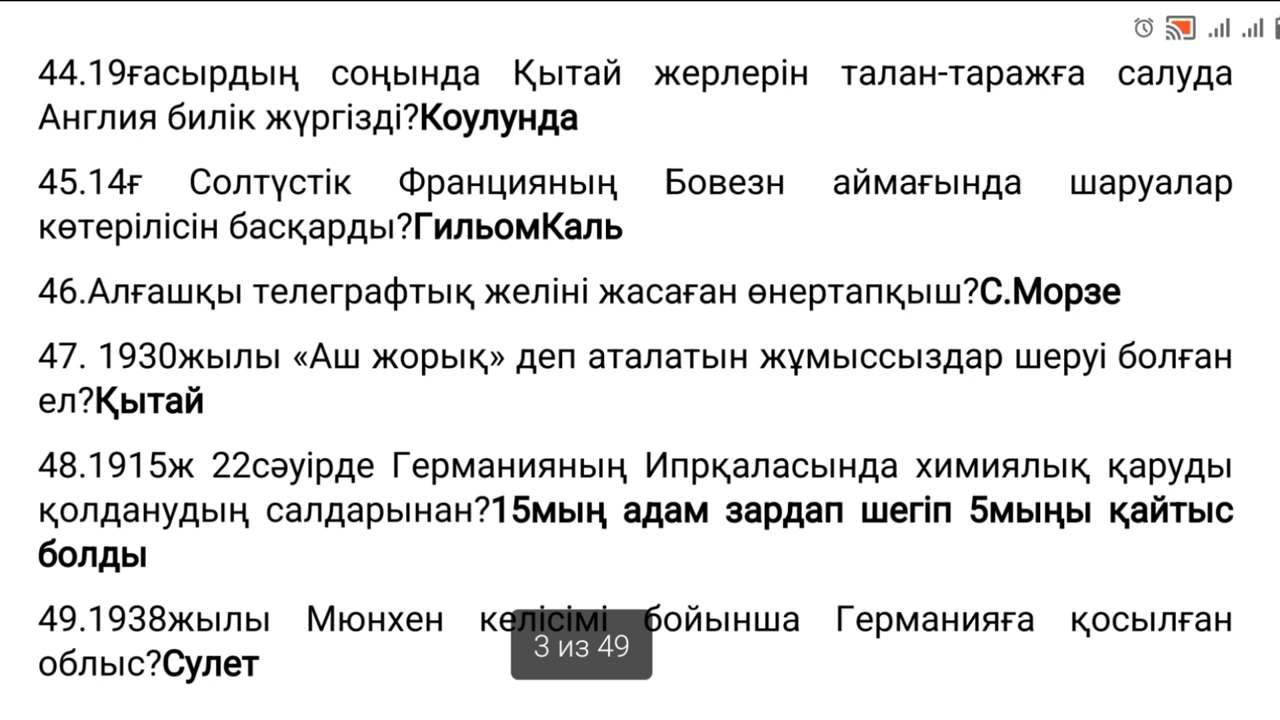 44.19ғасырдың соңында Қытай жерлерін талан-таражға салуда
Англия билік жүргізді?Коулунда
45.14ғ Солтүстік Францияның Бовезн аймағында шаруалар
көтерілісін басқарды?ГильомКаль
46.Алғашқы телеграфтық желіні жасаған өнертапқыш?С.Морзе
47. 1930жылы «Аш жорық» деп аталатын жұмыссыздар шеруі болған
ел?Қытай
48.1915ж 22сәуірде Германияның Ипрқаласында химиялық қаруды
қолданудың салдарынан?15мың адам зардап шегіп 5мыңы қайтыс
болды
49.1938жылы Мюнхен келісімі бойынша Германияға қосылған
облыс?Сулет
3 из 49